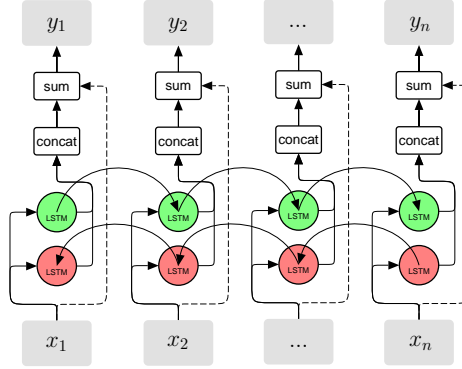 y₁ y₂ ... yₙ
sum sum sum sum
concat concat concat concat
LSTM LSTM LSTM LSTM
LSTM LSTM LSTM LSTM
x₁ x₂ ... xₙ